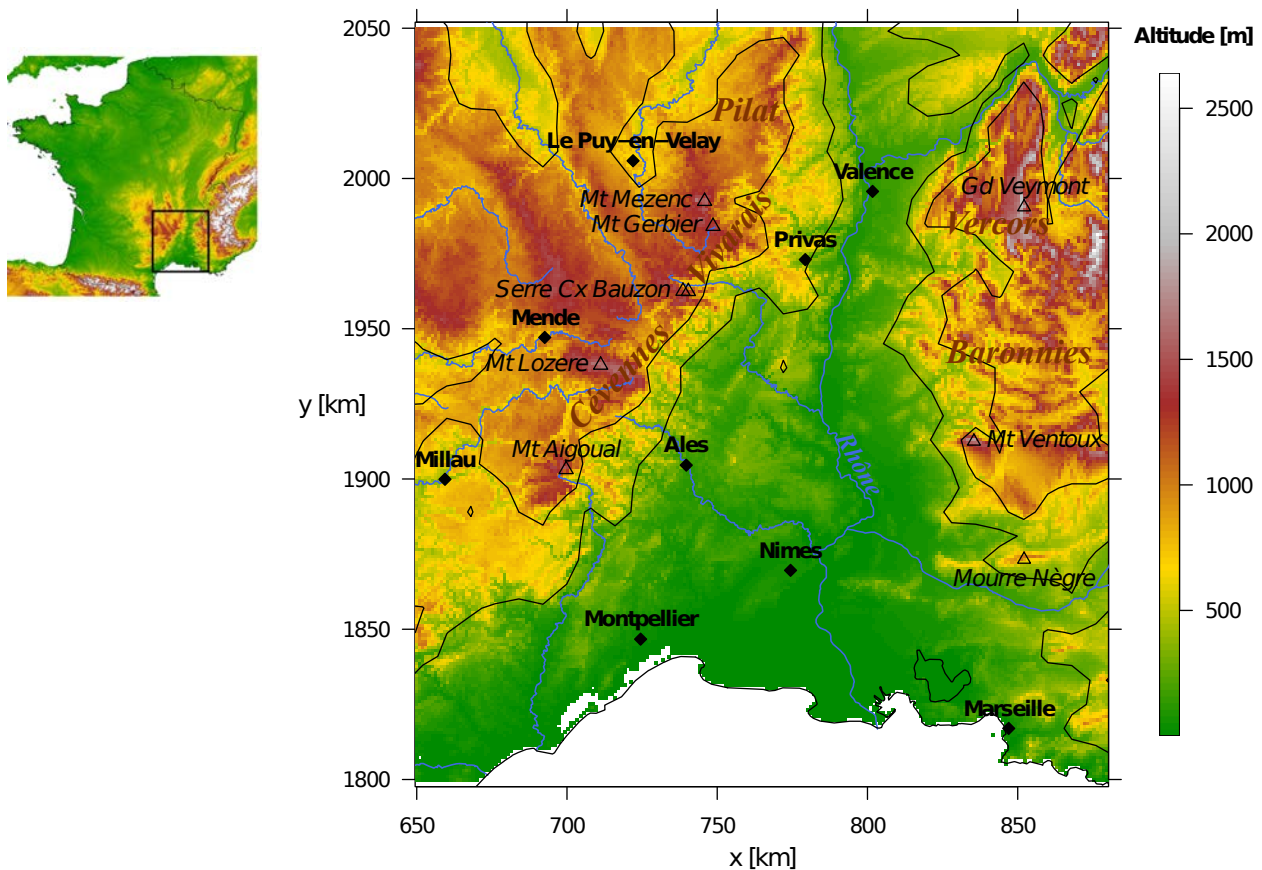 2050
2000
1950
1900
1850
1800
y [km]
650
700
750
800
850
x [km]
Altitude [m]
2500
2000
1500
1000
500
Pilat
Le Puy−en−Velay
Valence
Gd Veymont
Mt Mezenc
Mt Gerbier
Vivarais
Vercors
Privas
Serre Cx Bauzon
Mende
Baronnies
Mt Lozere
Cévennes
Mt Aigoual
Ales
Mt Ventoux
Millau
Rhône
Nimes
Mourre Nègre
Montpellier
Marseille